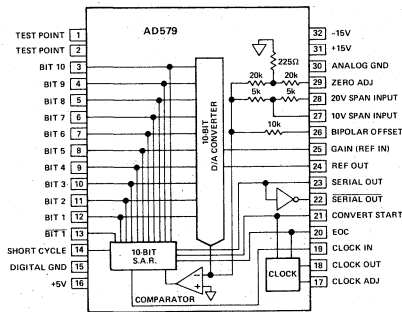 AD579
TEST POINT 1
TEST POINT 2
BIT 10 3
BIT 9 4
BIT 8 5
BIT 7 6
BIT 6 7
BIT 5 8
BIT 4 9
BIT 3 10
BIT 2 11
BIT 1 12
BIT 1 13
SHORT CYCLE 14
DIGITAL GND 15
+5V 16
10-BIT
D/A CONVERTER
10-BIT
S.A.R.
COMPARATOR
-
+
CLOCK
225Ω
20k 20k
5k 5k
10k
32 -15V
31 +15V
30 ANALOG GND
29 ZERO ADJ
28 20V SPAN INPUT
27 10V SPAN INPUT
26 BIPOLAR OFFSET
25 GAIN (REF IN)
24 REF OUT
23 SERIAL OUT
22 SERIAL OUT
21 CONVERT START
20 EOC
19 CLOCK IN
18 CLOCK OUT
17 CLOCK ADJ